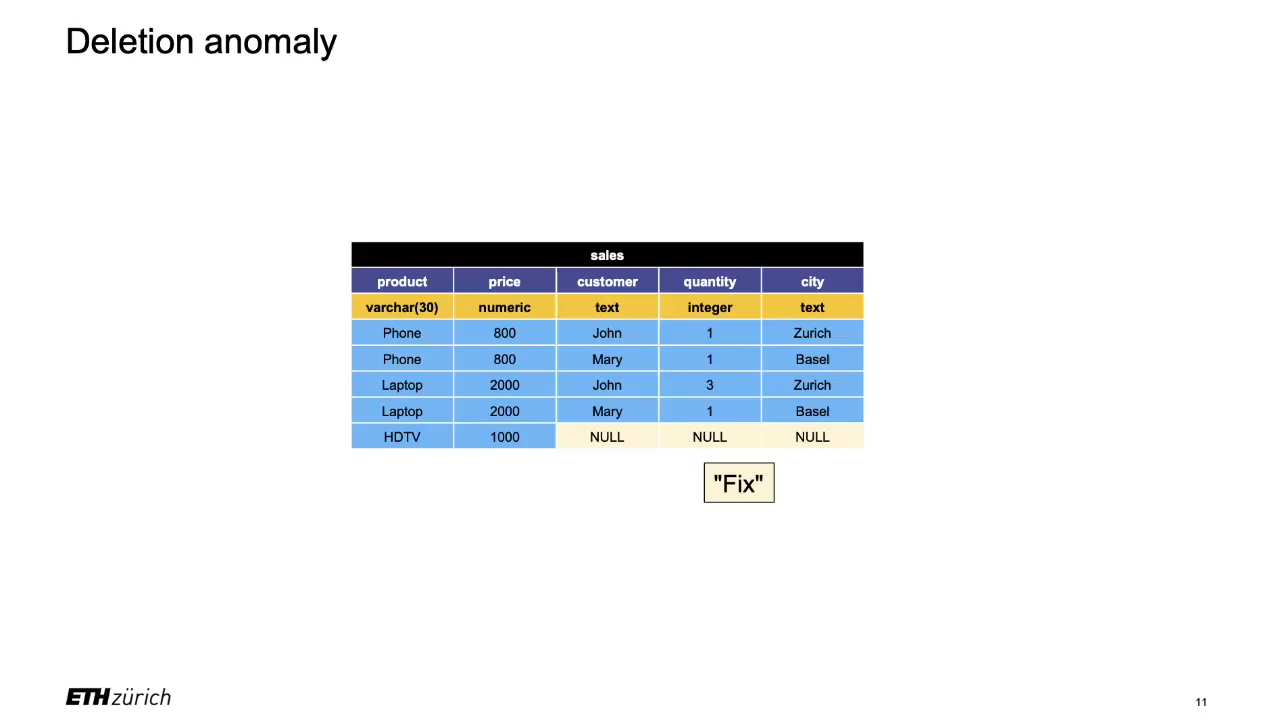 Deletion anomaly
sales
product price customer quantity city
varchar(30) numeric text integer text
Phone 800 John 1 Zurich
Phone 800 Mary 1 Basel
Laptop 2000 John 3 Zurich
Laptop 2000 Mary 1 Basel
HDTV 1000 NULL NULL NULL
"Fix"
ETH zürich
11